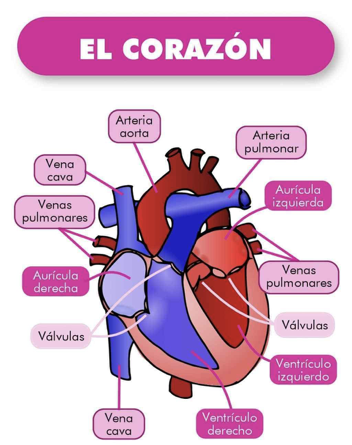 EL CORAZÓN
Arteria
aorta
Arteria
pulmonar
Vena
cava
Aurícula
izquierda
Venas
pulmonares
Aurícula
derecha
Venas
pulmonares
Válvulas
Válvulas
Ventrículo
izquierdo
Vena
cava
Ventrículo
derecho